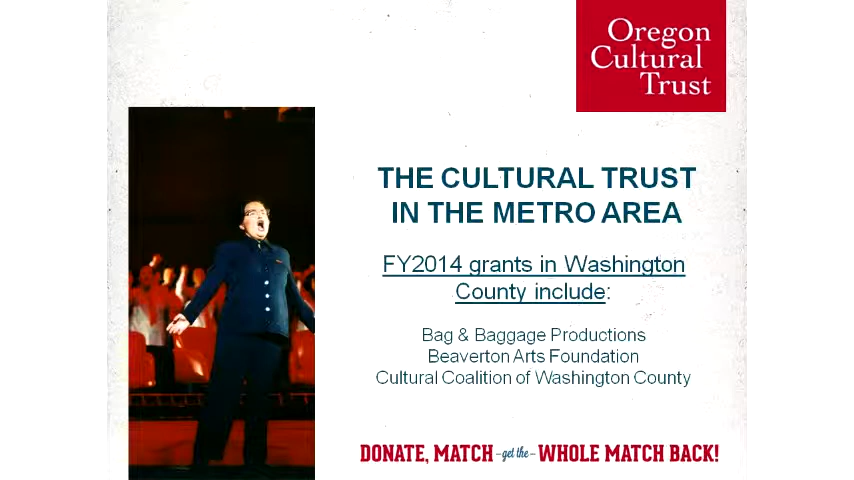 Oregon
Cultural
Trust
THE CULTURAL TRUST
IN THE METRO AREA
FY2014 grants in Washington
County include:
Bag & Baggage Productions
Beaverton Arts Foundation
Cultural Coalition of Washington County
DONATE, MATCH -get the- WHOLE MATCH BACK!